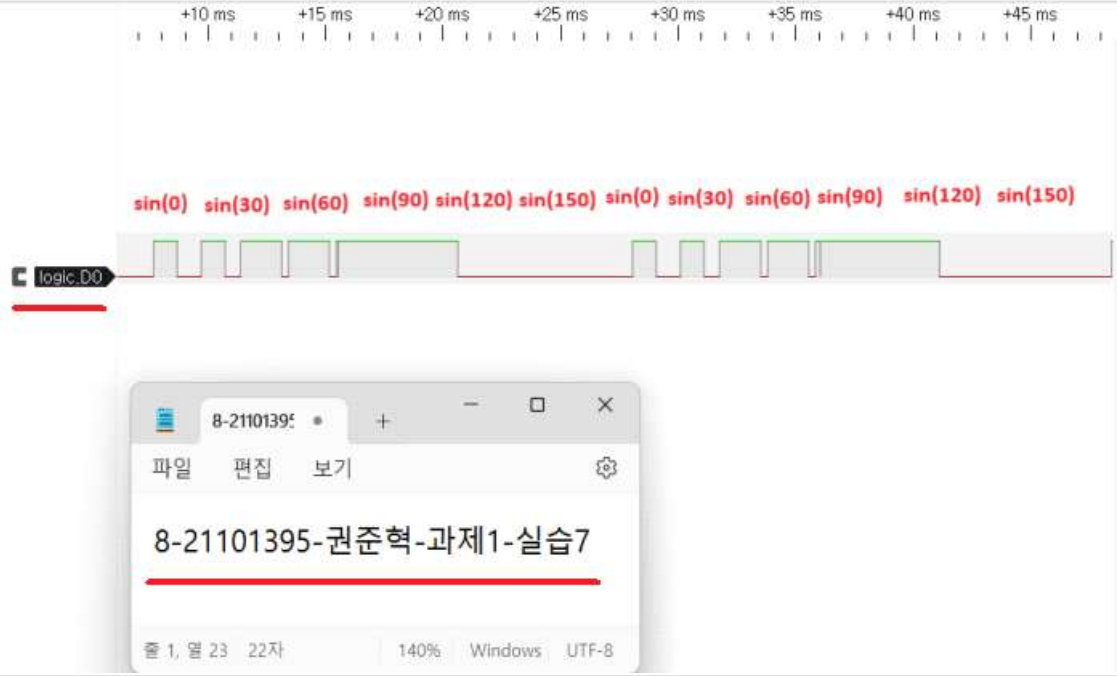 +10 ms +15 ms +20 ms +25 ms +30 ms +35 ms +40 ms +45 ms
sin(0) sin(30) sin(60) sin(90) sin(120) sin(150) sin(0) sin(30) sin(60) sin(90) sin(120) sin(150)
logic.D0
8-21101395
파일 편집 보기
8-21101395-권준혁-과제1-실습7
줄 1, 열 23 22자 140% Windows UTF-8